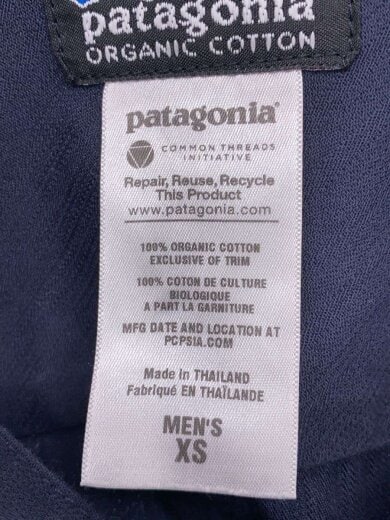 patagonia
ORGANIC COTTON
patagonia®
COMMON THREADS
INITIATIVE
Repair, Reuse, Recycle
This Product
www.patagonia.com
100% ORGANIC COTTON
EXCLUSIVE OF TRIM
100% COTON DE CULTURE
BIOLOGIQUE
A PART LA GARNITURE
MFG DATE AND LOCATION AT
PCPSIA.COM
Made in THAILAND
Fabriqué EN THAÏLANDE
MEN'S
XS